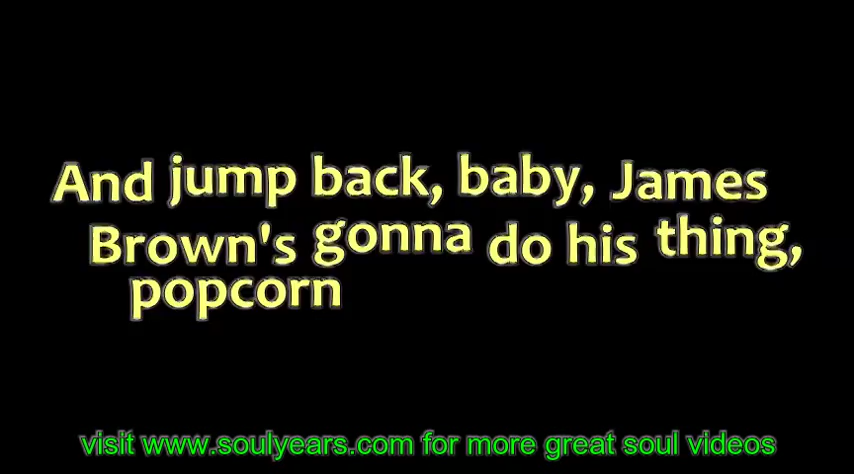 And jump back, baby, James
Brown's gonna do his thing,
popcorn
visit www.soulyears.com for more great soul videos